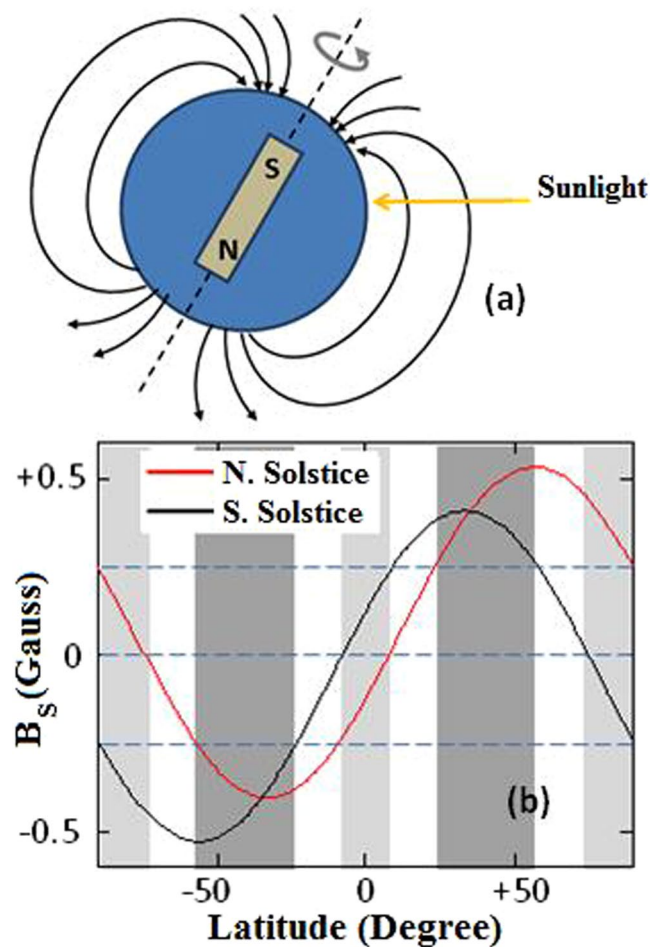 S
N
Sunlight
(a)
N. Solstice
S. Solstice
+0.5
0
-0.5
B_S (Gauss)
(b)
-50 0 +50
Latitude (Degree)